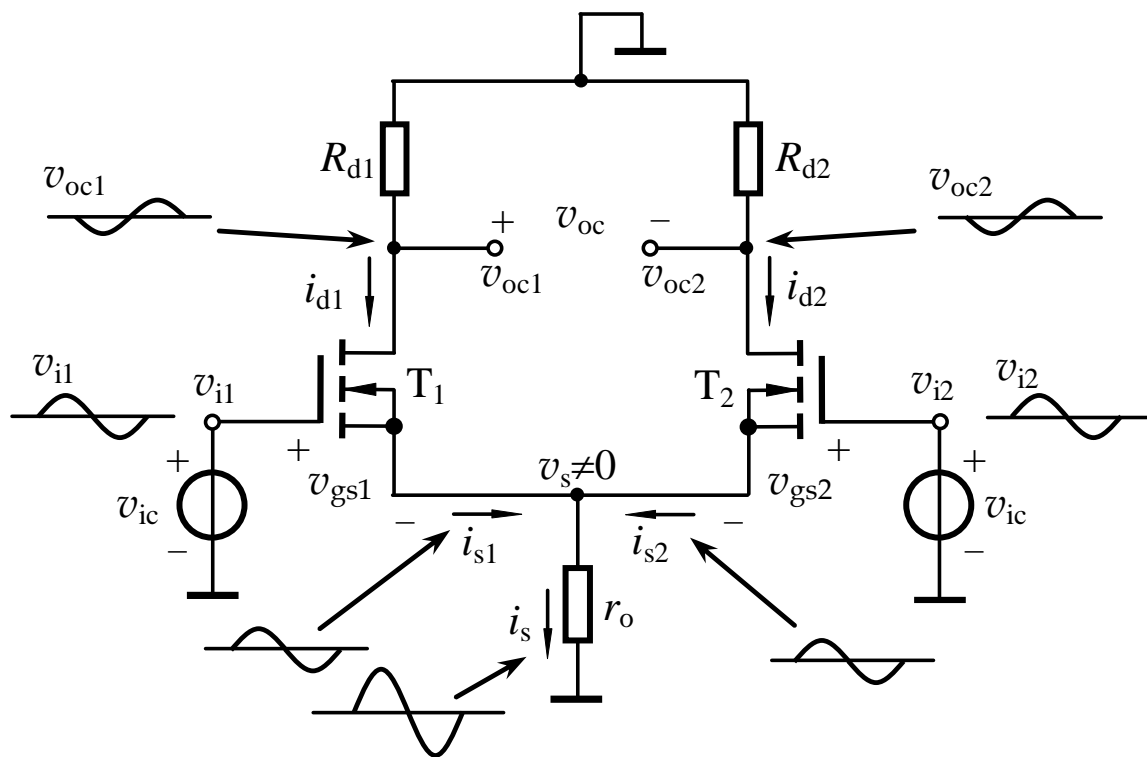 R_d1
R_d2
v_oc1
v_oc2
+
v_oc
−
v_oc1
v_oc2
i_d1
i_d2
v_i1
v_i1
T_1
T_2
v_i2
v_i2
+
+
+
v_gs1
v_s≠0
v_gs2
+
v_ic
−
−
i_s1
i_s2
−
v_ic
−
i_s
r_o